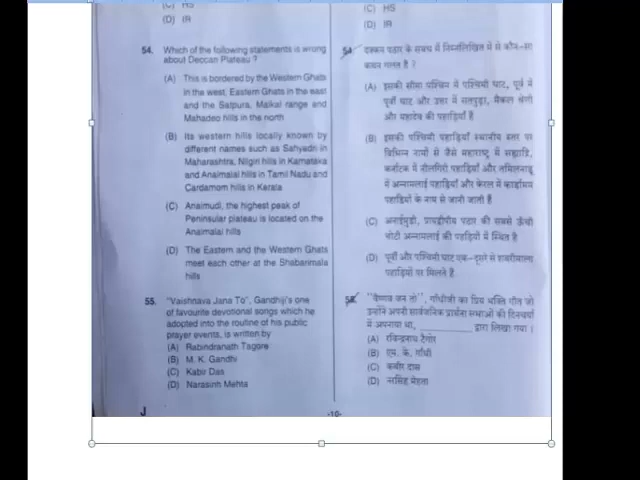 (C) HS
(D) IR
54. Which of the following statements is wrong
about Deccan Plateau ?
(A) This is bordered by the Western Ghats
in the west, Eastern Ghats in the east
and the Satpura, Maikal range and
Mahadeo hills in the north
(B) Its western hills locally known by
different names such as Sahyadri in
Maharashtra, Nilgiri hills in Karnataka
and Anaimalai hills in Tamil Nadu and
Cardamom hills in Kerala
(C) Anaimudi, the highest peak of
Peninsular plateau is located on the
Anaimalai hills
(D) The Eastern and the Western Ghats
meet each other at the Shabarimala
hills
55. "Vaishnava Jana To", Gandhiji's one
of favourite devotional songs which he
adopted into the routine of his public
prayer events, is written by
(A) Rabindranath Tagore
(B) M. K. Gandhi
(C) Kabir Das
(D) Narasinh Mehta
J
-10-
(C) HS
(D) IR
54. दक्कन पठार के संबंध में निम्नलिखित में से कौन-सा
कथन गलत है ?
(A) इसकी सीमा पश्चिम में पश्चिमी घाट, पूर्व में
पूर्वी घाट और उत्तर में सतपुड़ा, मैकल श्रेणी
और महादेव की पहाड़ियाँ हैं
(B) इसकी पश्चिमी पहाड़ियाँ स्थानीय स्तर पर
विभिन्न नामों से जैसे महाराष्ट्र में सह्याद्रि,
कर्नाटक में नीलगिरी पहाड़ियाँ और तमिलनाडू
में अन्नामलाई पहाड़ियाँ और केरल में कार्डामम
पहाड़ियों के नाम से जानी जाती हैं
(C) अनाईमुडी, प्रायद्वीपीय पठार की सबसे ऊँची
चोटी अन्नामलाई की पहाड़ियों में स्थित है
(D) पूर्वी और पश्चिमी घाट एक-दूसरे से शबरीमाला
पहाड़ियों पर मिलते हैं
55. "वैष्णव जन तो", गाँधीजी का प्रिय भक्ति गीत जो
उन्होंने अपनी सार्वजनिक प्रार्थना सभाओं की दिनचर्या
में अपनाया था, __________ द्वारा लिखा गया ।
(A) रविन्द्रनाथ टैगोर
(B) एम. के. गाँधी
(C) कबीर दास
(D) नरसिंह मेहता